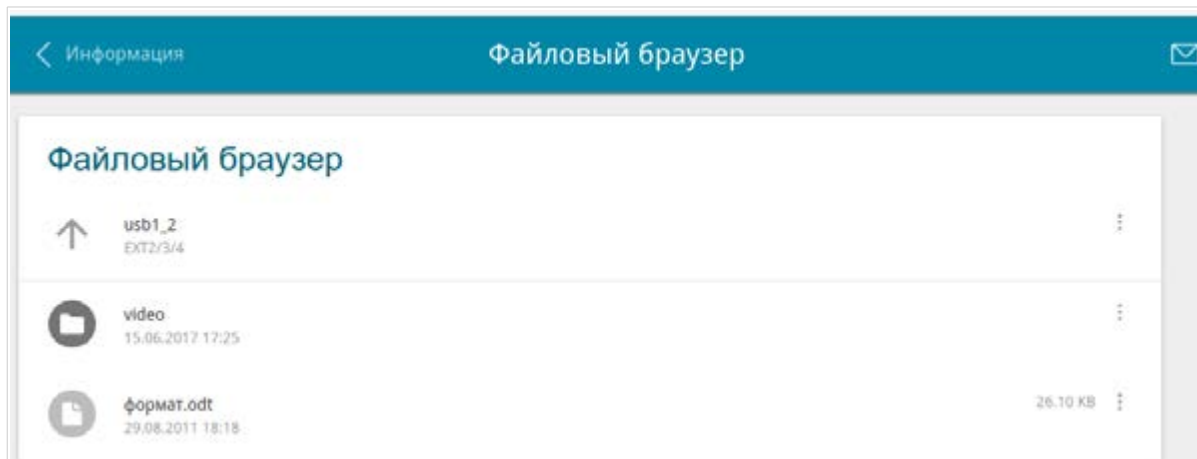 Информация
Файловый браузер
Файловый браузер
usb1_2
EXT2/3/4
video
15.06.2017 17:25
формат.odt
26.10 KB
29.08.2011 18:18